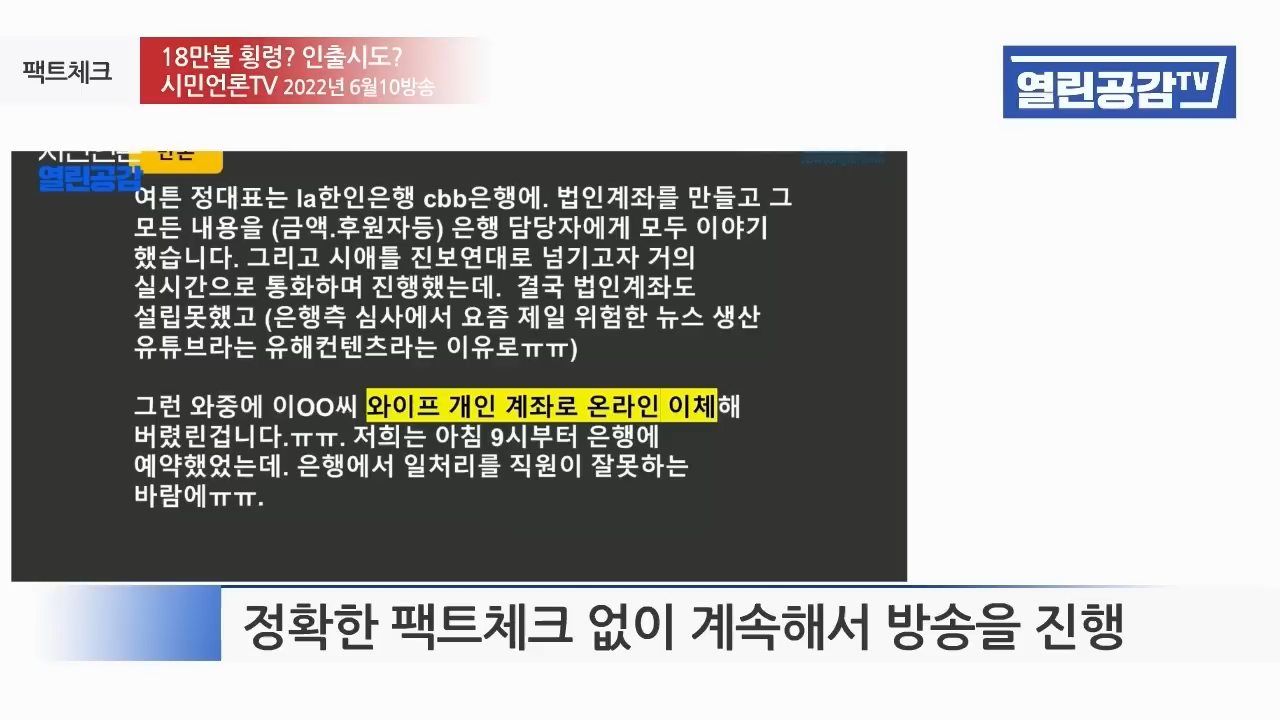 팩트체크
18만불 횡령? 인출시도?
시민언론TV 2022년 6월10방송
열린공감TV
시민언론
열린공감
여튼 정대표는 la한인은행 cbb은행에. 법인계좌를 만들고 그
모든 내용을 (금액.후원자등) 은행 담당자에게 모두 이야기
했습니다. 그리고 시애틀 진보연대로 넘기고자 거의
실시간으로 통화하며 진행했는데.  결국 법인계좌도
설립못했고 (은행측 심사에서 요즘 제일 위험한 뉴스 생산
유튜브라는 유해컨텐츠라는 이유로ㅠㅠ)
그런 와중에 이OO씨 와이프 개인 계좌로 온라인 이체해
버렸린겁니다.ㅠㅠ. 저희는 아침 9시부터 은행에
예약했었는데. 은행에서 일처리를 직원이 잘못하는
바람에ㅠㅠ.
정확한 팩트체크 없이 계속해서 방송을 진행